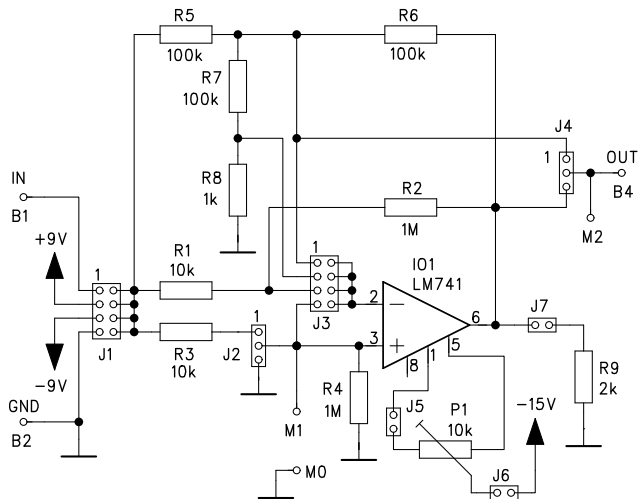 R5
100k
R6
100k
R7
100k
J4
1
R8
1k
IN
B1
OUT
B4
R2
1M
M2
+9V
R1
10k
1
J1
1
J3
IO1
LM741
2
3
6
1
5
8
J7
R3
10k
J2
1
-9V
GND
B2
R4
1M
R9
2k
J5
P1
10k
-15V
M1
M0
J6